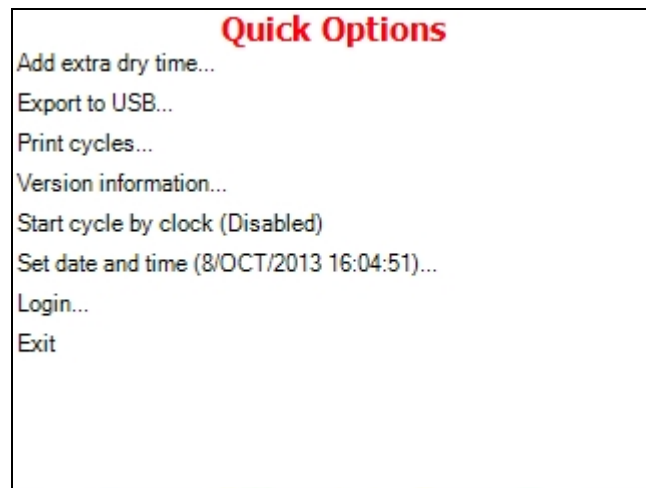 Quick Options
Add extra dry time...
Export to USB...
Print cycles...
Version information...
Start cycle by clock (Disabled)
Set date and time (8/OCT/2013 16:04:51)...
Login...
Exit